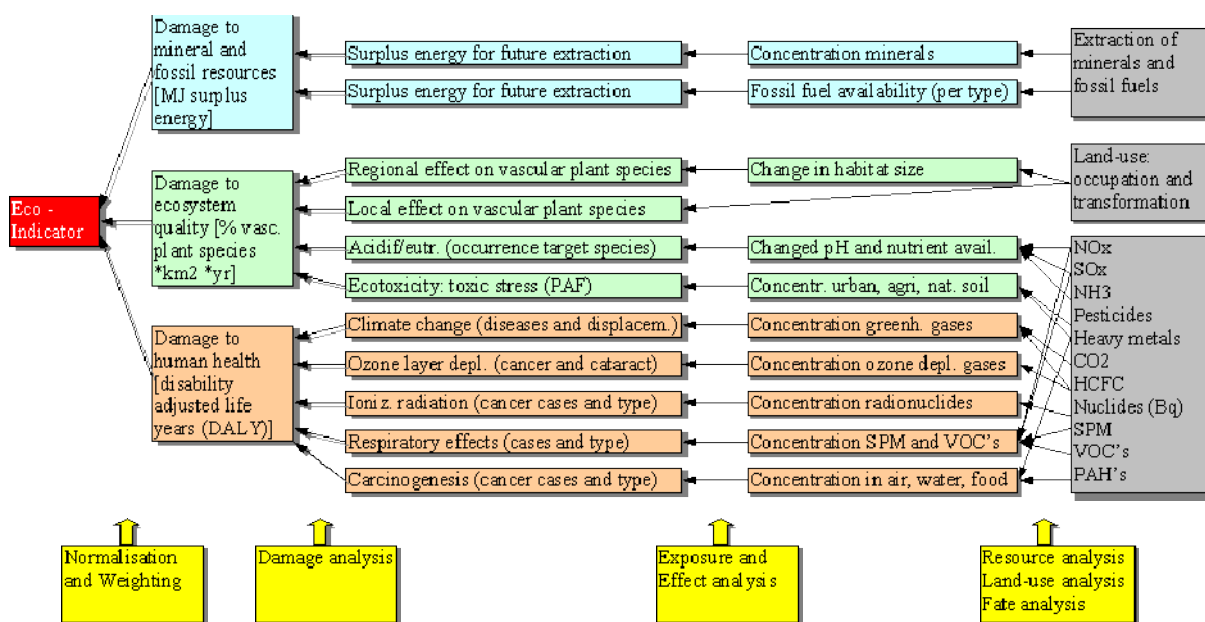 Damage to
mineral and
fossil resources
[MJ surplus
energy]
Surplus energy for future extraction
Concentration minerals
Extraction of
minerals and
fossil fuels
Surplus energy for future extraction
Fossil fuel availability (per type)
Eco -
Indicator
Damage to
ecosystem
quality [% vasc.
plant species
*km2 *yr]
Regional effect on vascular plant species
Change in habitat size
Land-use:
occupation and
transformation
Local effect on vascular plant species
Acidif/eutr. (occurrence target species)
Changed pH and nutrient avail.
Ecotoxicity: toxic stress (PAF)
Concentr. urban, agri, nat. soil
Damage to
human health
[disability
adjusted life
years (DALY)]
Climate change (diseases and displacem.)
Concentration greenh. gases
Ozone layer depl. (cancer and cataract)
Concentration ozone depl. gases
Ioniz. radiation (cancer cases and type)
Concentration radionuclides
Respiratory effects (cases and type)
Concentration SPM and VOC's
Carcinogenesis (cancer cases and type)
Concentration in air, water, food
NOx
SOx
NH3
Pesticides
Heavy metals
CO2
HCFC
Nuclides (Bq)
SPM
VOC's
PAH's
Normalisation
and Weighting
Damage analysis
Exposure and
Effect analysis
Resource analysis
Land-use analysis
Fate analysis